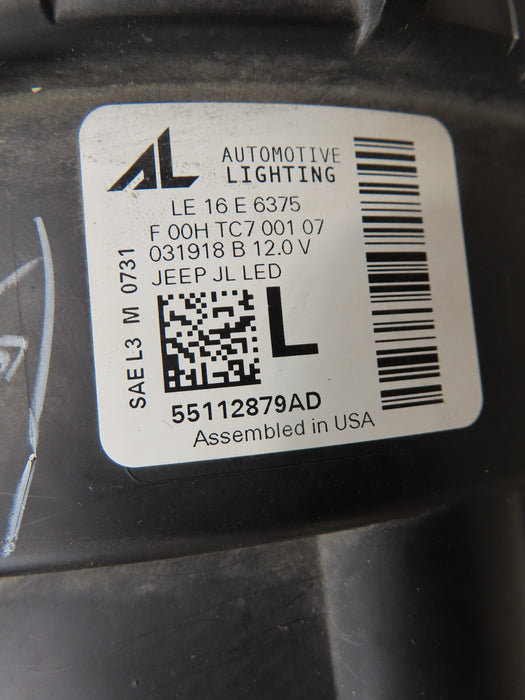 AL AUTOMOTIVE
LIGHTING
LE 16 E 6375
F 00H TC7 001 07
031918 B 12.0 V
JEEP JL LED
SAE L3 M 0731
L
55112879AD
Assembled in USA